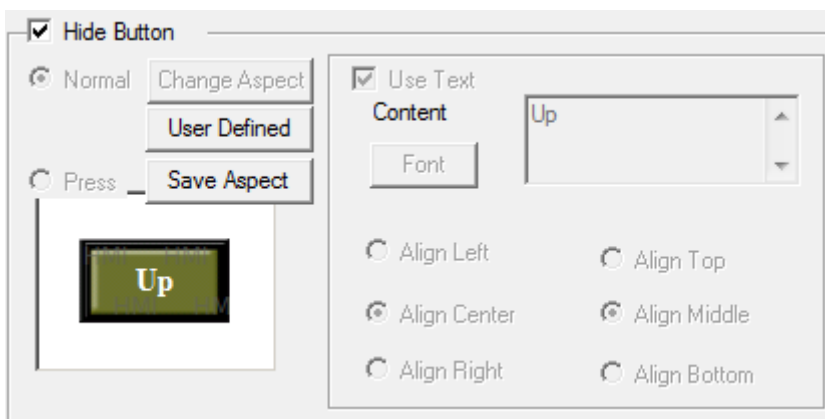 Hide Button
Normal
Change Aspect
User Defined
Press
Save Aspect
Up
Use Text
Content
Up
Font
Align Left
Align Top
Align Center
Align Middle
Align Right
Align Bottom